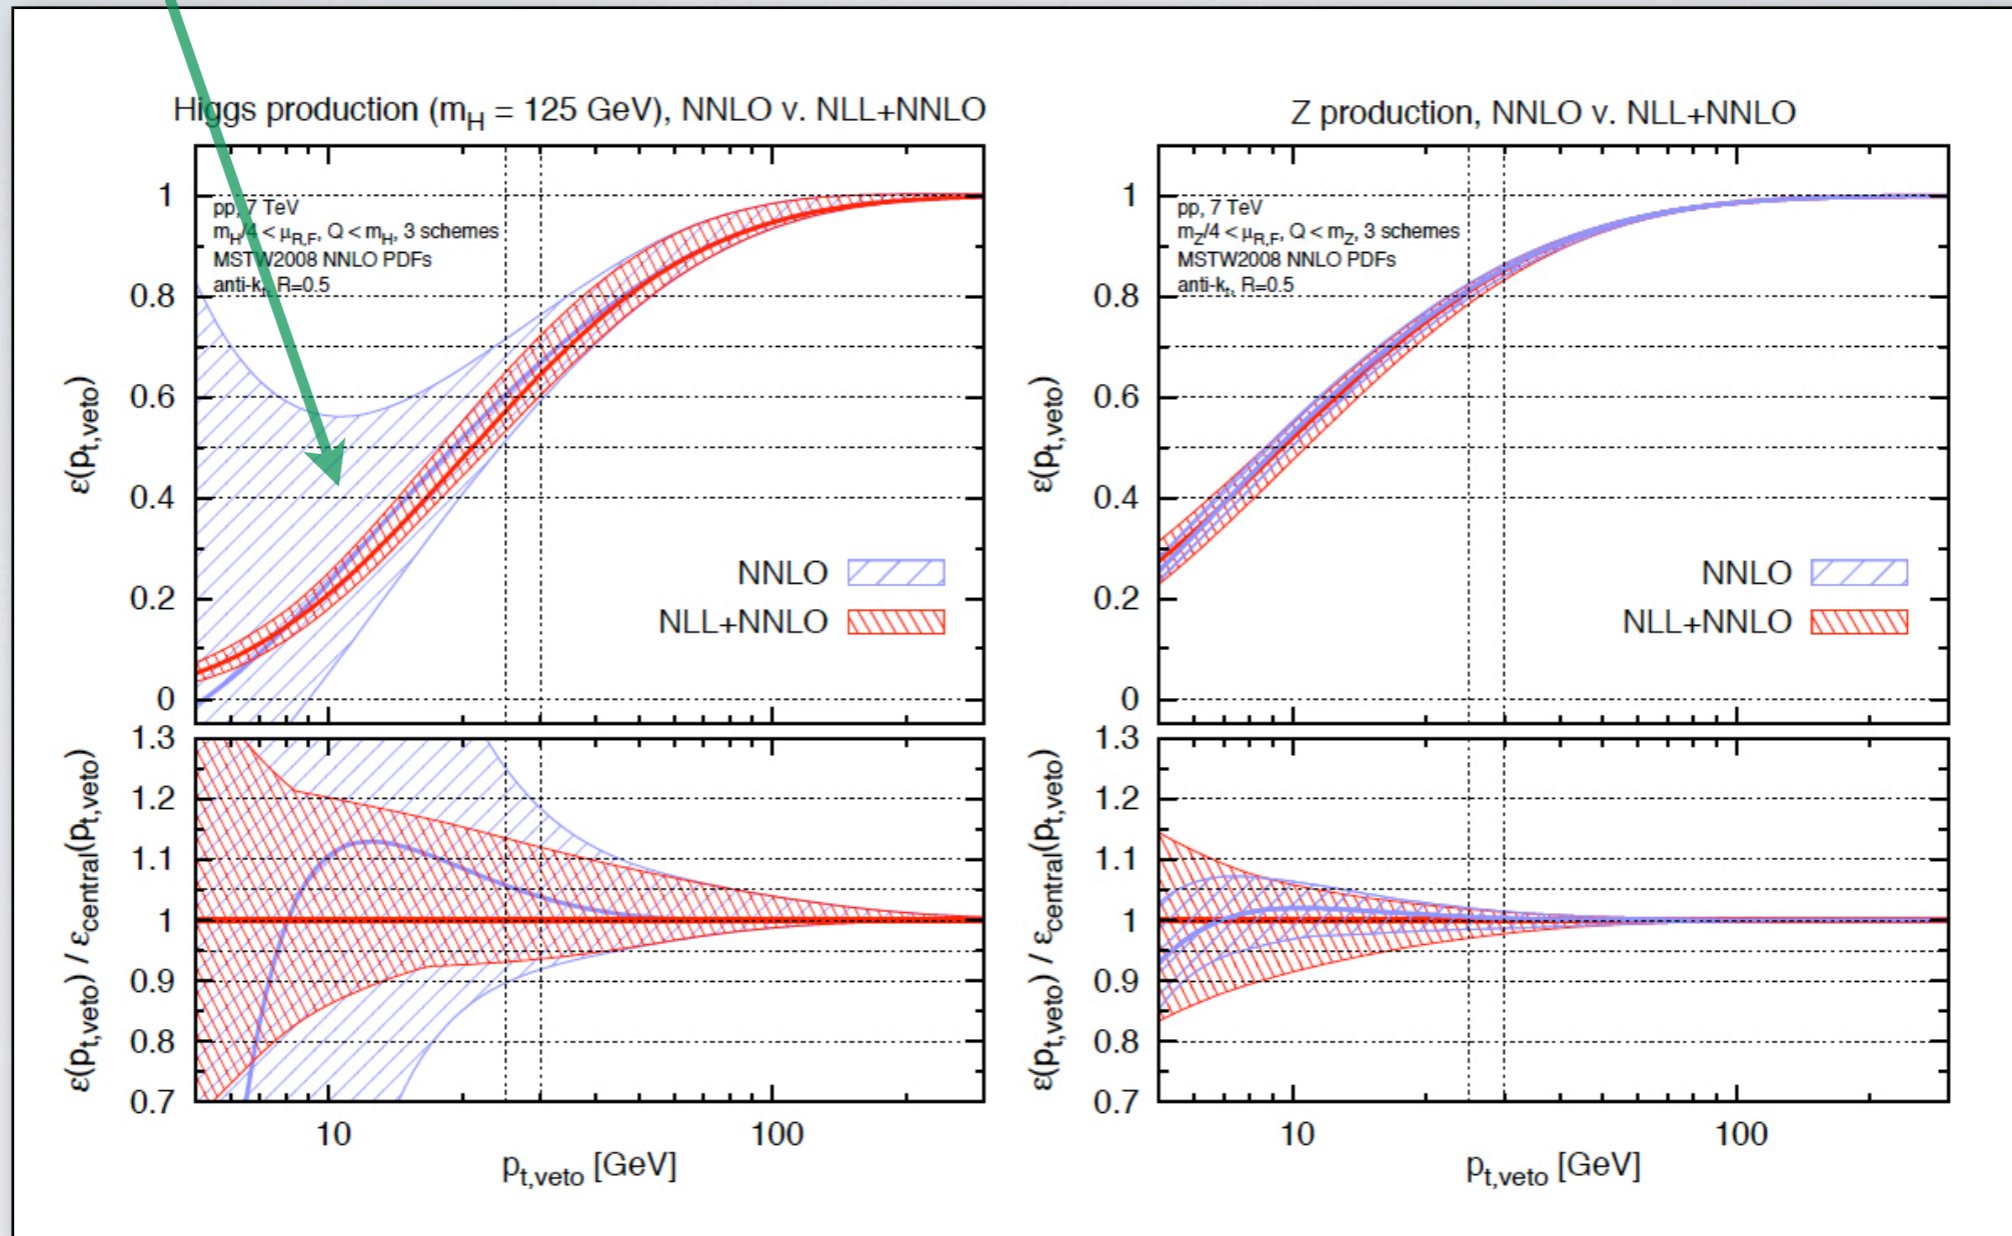 Higgs production (mH = 125 GeV), NNLO v. NLL+NNLO
ε(pt,veto)
1
0.8
0.6
0.4
0.2
0
pp, 7 TeV
mH/4 < μR,F, Q < mH, 3 schemes
MSTW2008 NNLO PDFs
anti-kt, R=0.5
NNLO
NLL+NNLO
ε(pt,veto) / εcentral(pt,veto)
1.3
1.2
1.1
1
0.9
0.8
0.7
10
100
pt,veto [GeV]
Z production, NNLO v. NLL+NNLO
ε(pt,veto)
1
0.8
0.6
0.4
0.2
0
pp, 7 TeV
mZ/4 < μR,F, Q < mZ, 3 schemes
MSTW2008 NNLO PDFs
anti-kt, R=0.5
NNLO
NLL+NNLO
ε(pt,veto) / εcentral(pt,veto)
1.3
1.2
1.1
1
0.9
0.8
0.7
10
100
pt,veto [GeV]